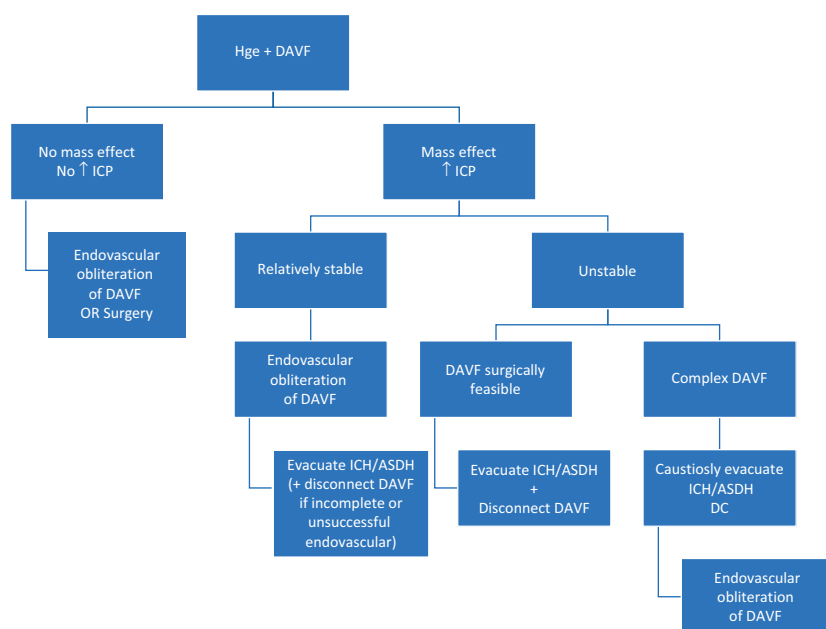 Hge + DAVF
No mass effect
No ↑ ICP
Mass effect
↑ ICP
Endovascular
obliteration
of DAVF
OR Surgery
Relatively stable
Unstable
Endovascular
obliteration
of DAVF
DAVF surgically
feasible
Complex DAVF
Evacuate ICH/ASDH
(+ disconnect DAVF
if incomplete or
unsuccessful
endovascular)
Evacuate ICH/ASDH
+
Disconnect DAVF
Caustiosly evacuate
ICH/ASDH
DC
Endovascular
obliteration
of DAVF